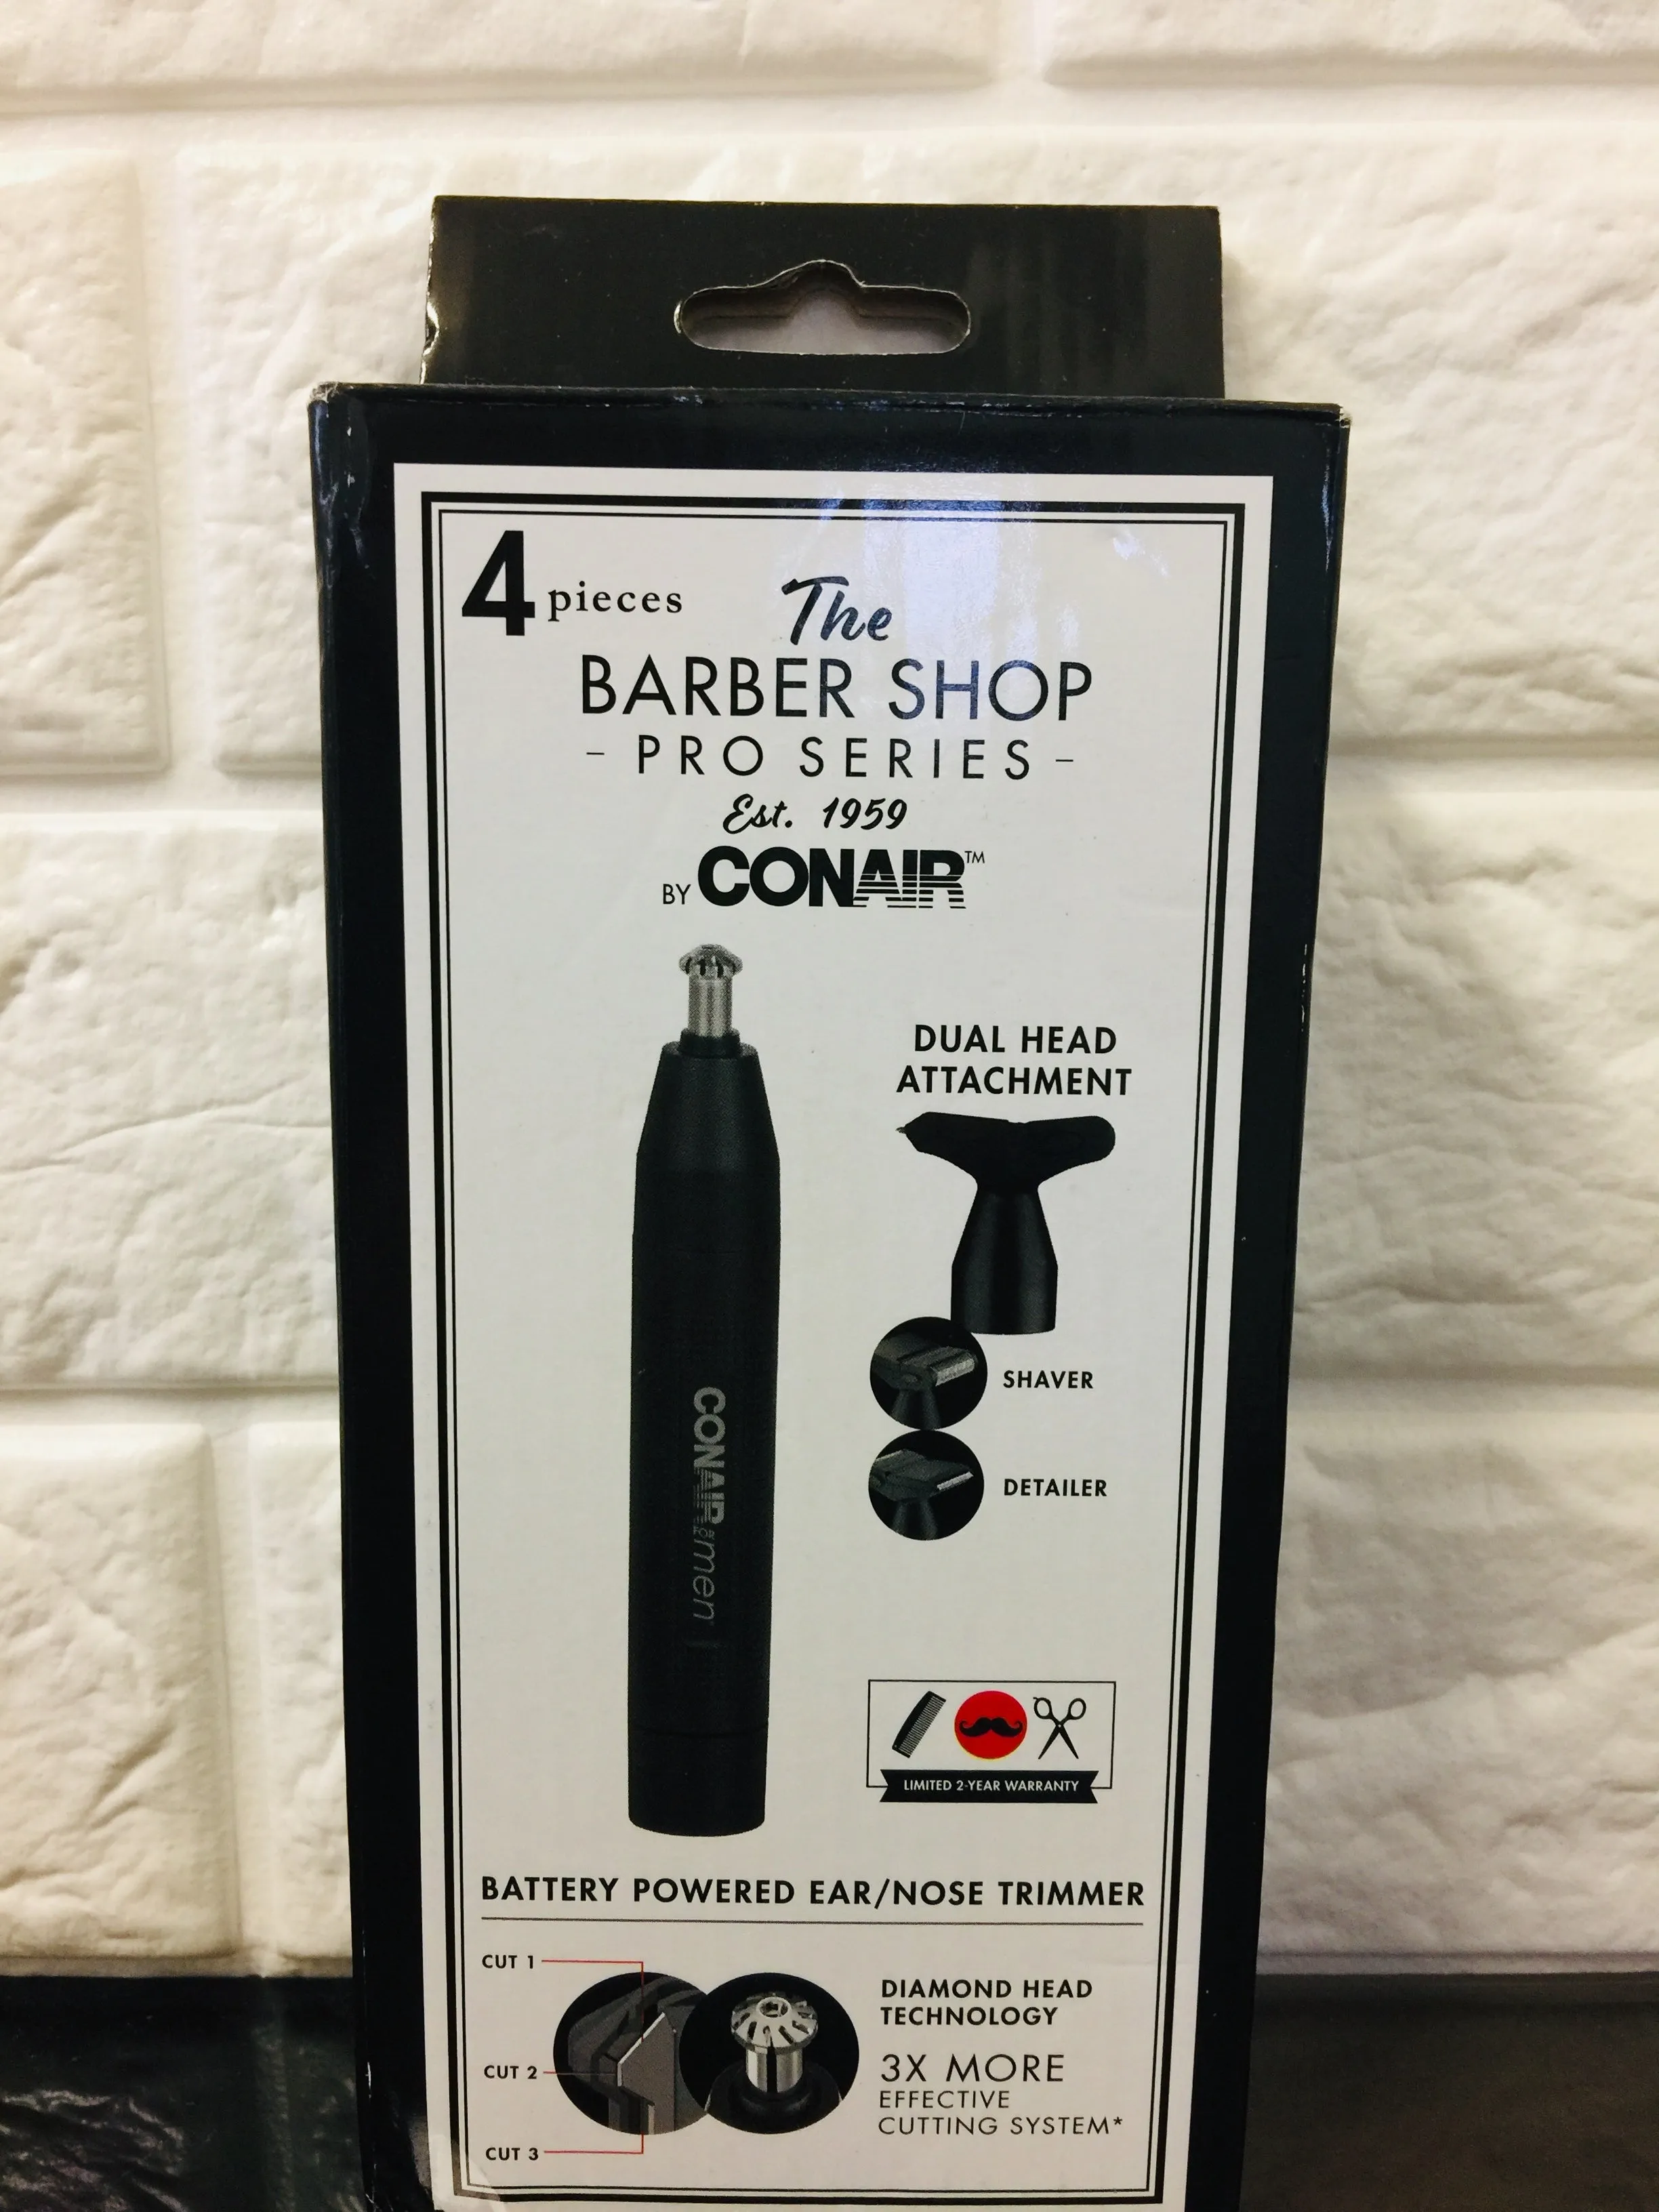 4 pieces
The
BARBER SHOP
- PRO SERIES -
Est. 1959
BY CONAIR™
DUAL HEAD
ATTACHMENT
SHAVER
DETAILER
CONAIR FOR men
LIMITED 2-YEAR WARRANTY
BATTERY POWERED EAR/NOSE TRIMMER
CUT 1
CUT 2
CUT 3
DIAMOND HEAD
TECHNOLOGY
3X MORE
EFFECTIVE
CUTTING SYSTEM*